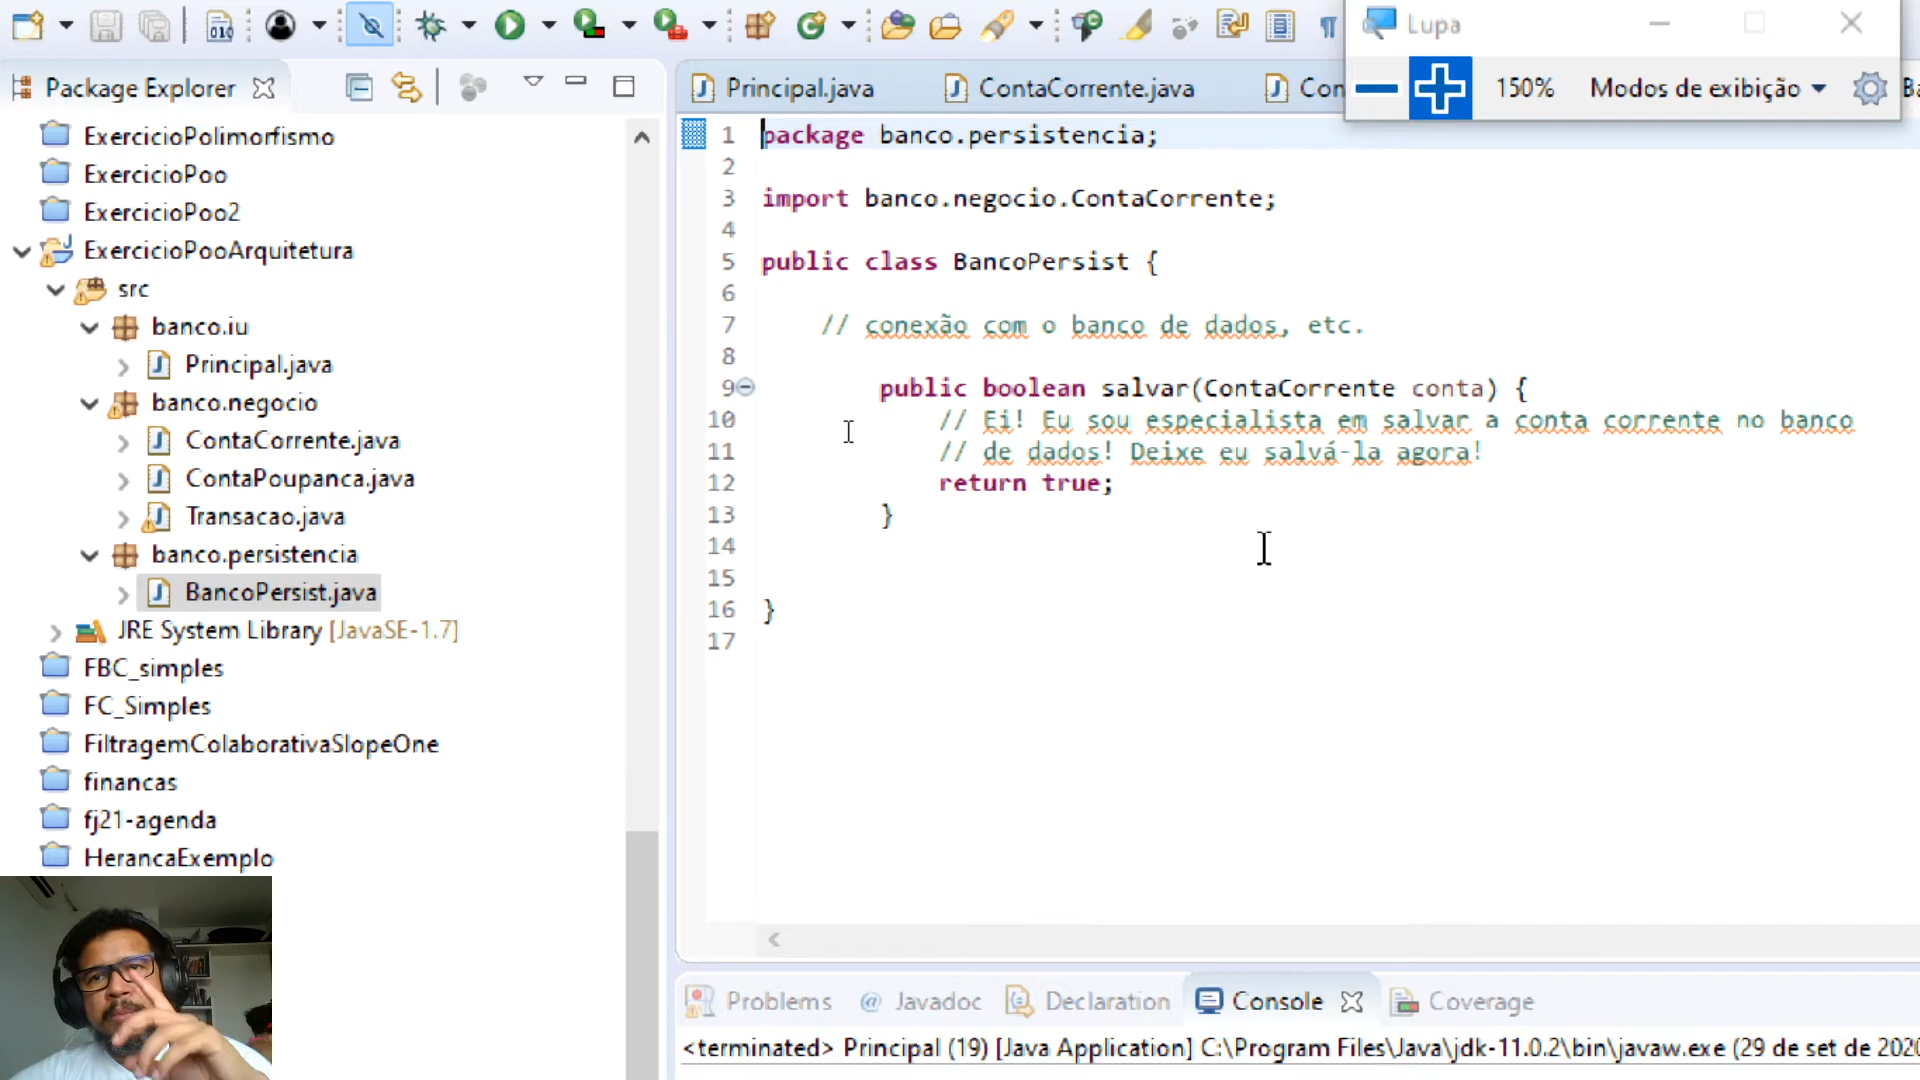 010
Lupa
Package Explorer
Principal.java
ContaCorrente.java
Con
150%
Modos de exibição
ExercicioPolimorfismo
ExercicioPoo
ExercicioPoo2
ExercicioPooArquitetura
src
banco.iu
Principal.java
banco.negocio
ContaCorrente.java
ContaPoupanca.java
Transacao.java
banco.persistencia
BancoPersist.java
JRE System Library [JavaSE-1.7]
FBC_simples
FC_Simples
FiltragemColaborativaSlopeOne
financas
fj21-agenda
HerancaExemplo
1 package banco.persistencia;
2
3 import banco.negocio.ContaCorrente;
4
5 public class BancoPersist {
6
7 // conexão com o banco de dados, etc.
8
9 public boolean salvar(ContaCorrente conta) {
10 // Ei! Eu sou especialista em salvar a conta corrente no banco
11 // de dados! Deixe eu salvá-la agora!
12 return true;
13 }
14
15
16 }
17
Problems
Javadoc
Declaration
Console
Coverage
<terminated> Principal (19) [Java Application] C:\Program Files\Java\jdk-11.0.2\bin\javaw.exe (29 de set de 2020